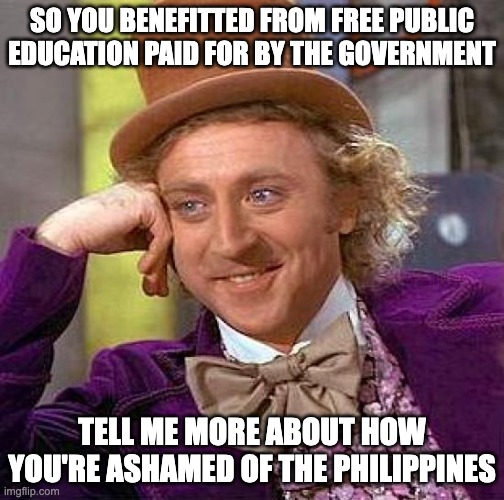 SO YOU BENEFITTED FROM FREE PUBLIC
EDUCATION PAID FOR BY THE GOVERNMENT
TELL ME MORE ABOUT HOW
YOU'RE ASHAMED OF THE PHILIPPINES
imgflip.com